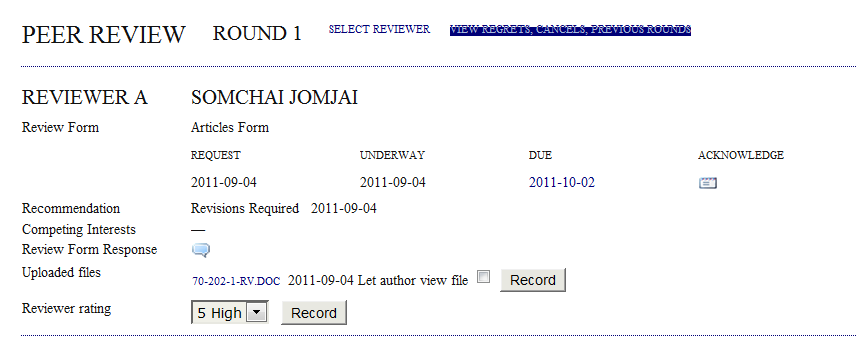 PEER REVIEW ROUND 1 SELECT REVIEWER VIEW REGRETS, CANCELS, PREVIOUS ROUNDS
REVIEWER A SOMCHAI JOMJAI
Review Form Articles Form
REQUEST UNDERWAY DUE ACKNOWLEDGE
2011-09-04 2011-09-04 2011-10-02
Recommendation Revisions Required 2011-09-04
Competing Interests —
Review Form Response
Uploaded files 70-202-1-RV.DOC 2011-09-04 Let author view file Record
Reviewer rating 5 High Record